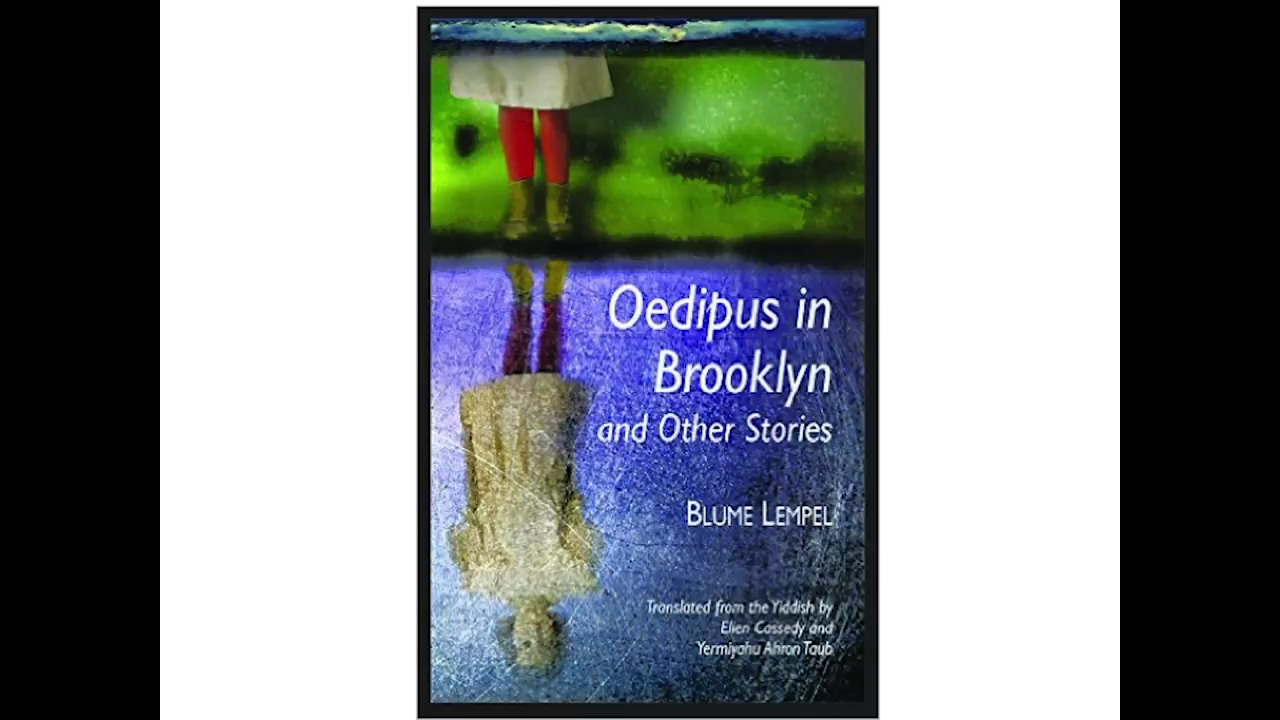 Oedipus in
Brooklyn
and Other Stories
BLUME LEMPEL
Translated from the Yiddish by
Ellen Cassedy and
Yermiyahu Ahron Taub